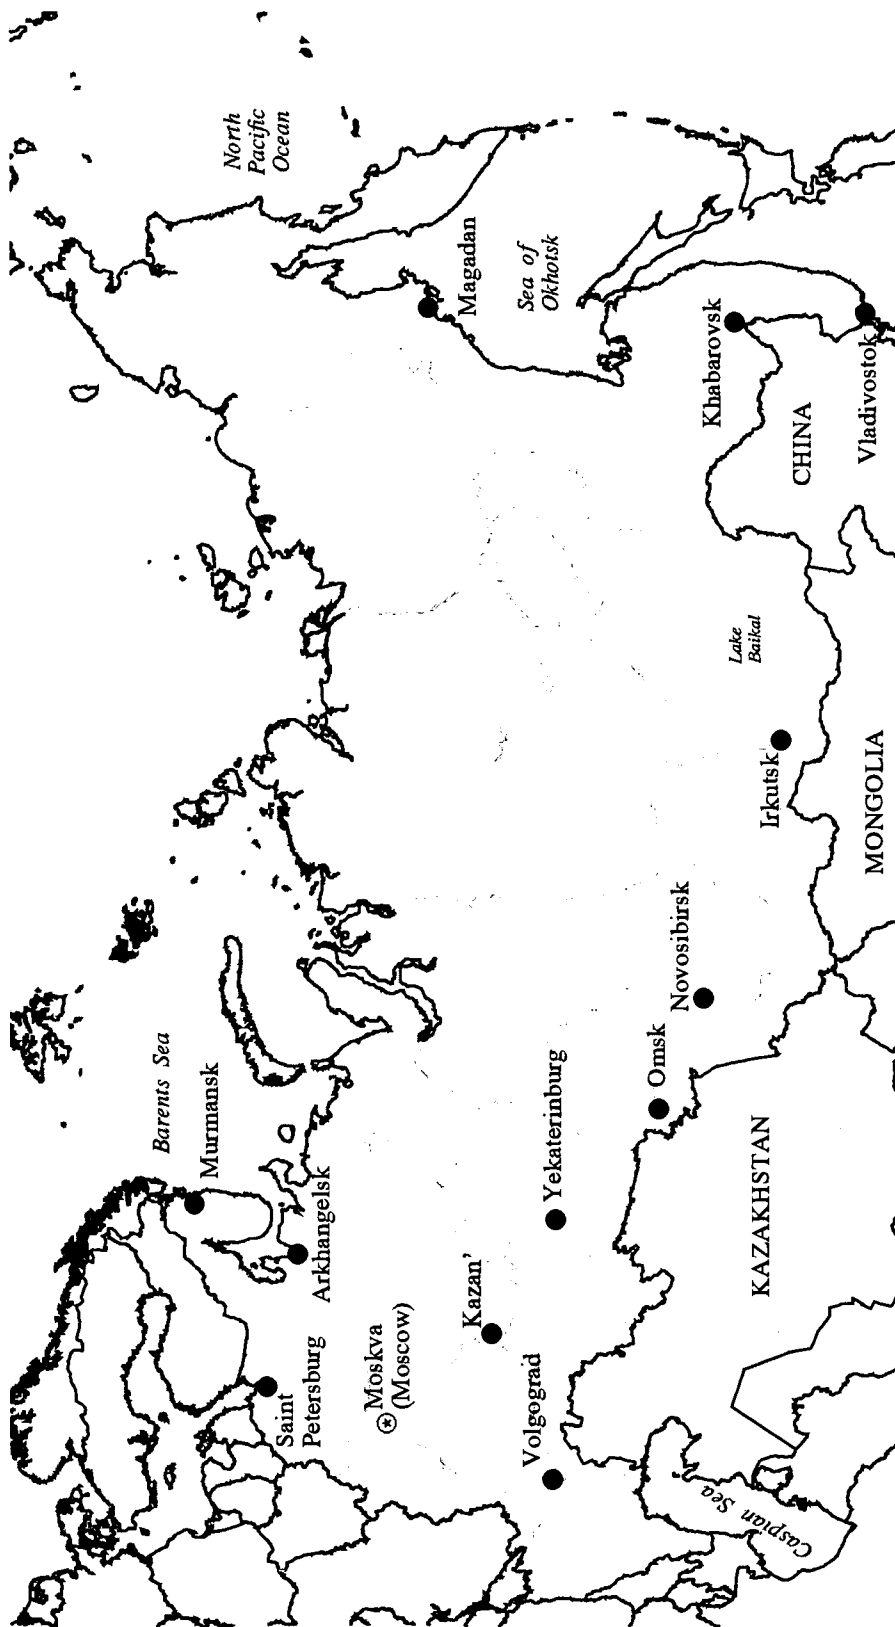 North
Pacific
Ocean
Magadan
Sea of
Okhotsk
Khabarovsk
CHINA
Vladivostok
Lake
Baikal
Irkutsk
MONGOLIA
Novosibirsk
Omsk
Barents Sea
Murmansk
Yekaterinburg
KAZAKHSTAN
Arkhangelsk
Kazan’
Saint
Petersburg
Moskva
(Moscow)
Volgograd
Caspian Sea